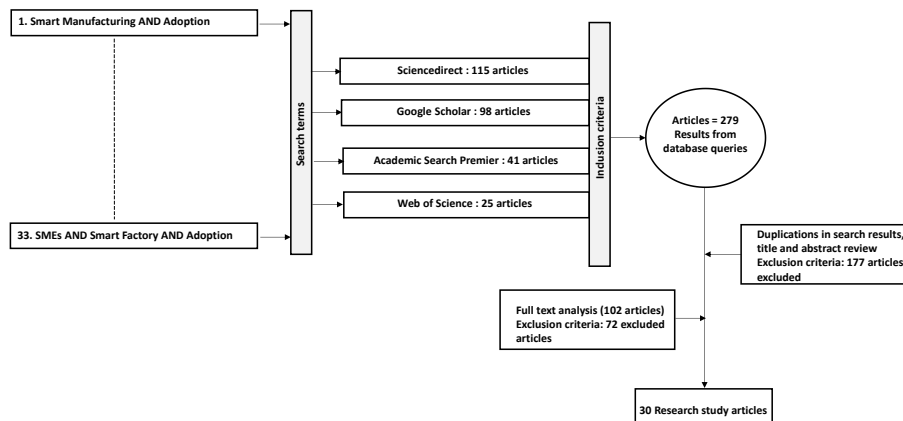 1. Smart Manufacturing AND Adoption
33. SMEs AND Smart Factory AND Adoption
Search terms
Sciencedirect : 115 articles
Google Scholar : 98 articles
Academic Search Premier : 41 articles
Web of Science : 25 articles
Inclusion criteria
Articles = 279
Results from
database queries
Duplications in search results,
title and abstract review
Exclusion criteria: 177 articles
excluded
Full text analysis (102 articles)
Exclusion criteria: 72 excluded
articles
30 Research study articles